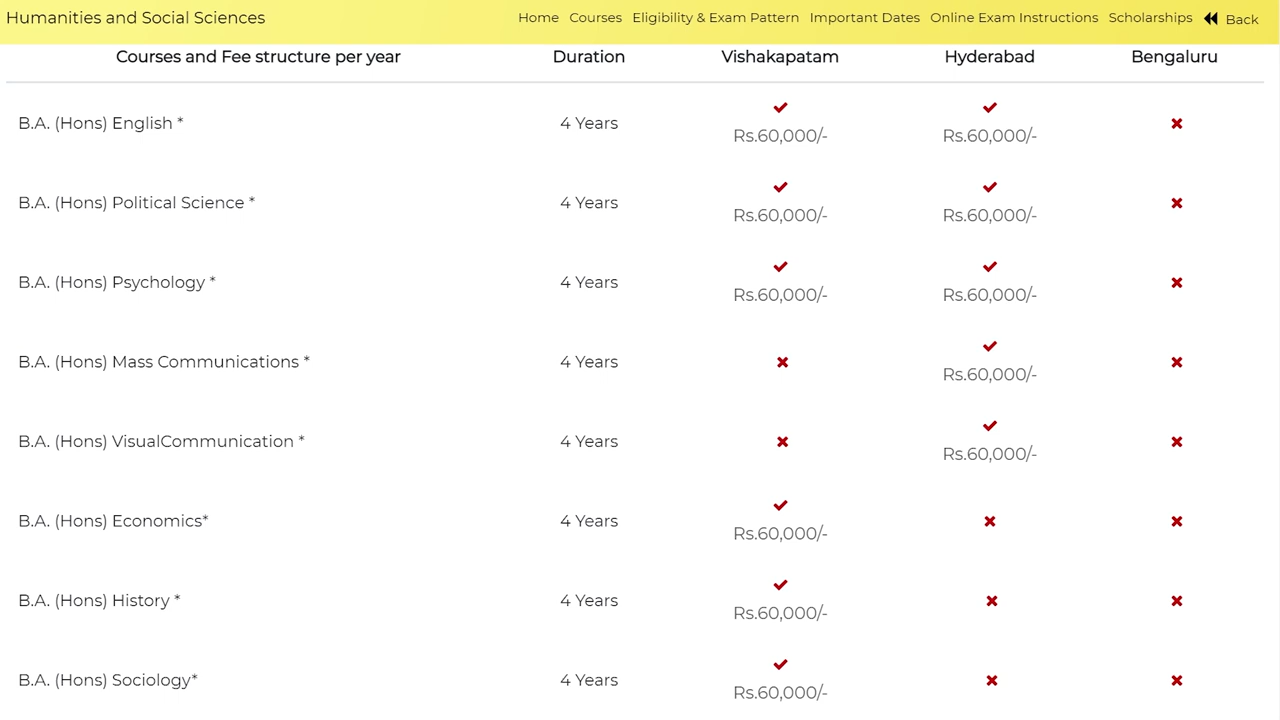 Humanities and Social Sciences Home Courses Eligibility & Exam Pattern Important Dates Online Exam Instructions Scholarships Back
Courses and Fee structure per year Duration Vishakapatam Hyderabad Bengaluru
B.A. (Hons) English * 4 Years Rs.60,000/- Rs.60,000/-
B.A. (Hons) Political Science * 4 Years Rs.60,000/- Rs.60,000/-
B.A. (Hons) Psychology * 4 Years Rs.60,000/- Rs.60,000/-
B.A. (Hons) Mass Communications * 4 Years Rs.60,000/-
B.A. (Hons) VisualCommunication * 4 Years Rs.60,000/-
B.A. (Hons) Economics* 4 Years Rs.60,000/-
B.A. (Hons) History * 4 Years Rs.60,000/-
B.A. (Hons) Sociology* 4 Years Rs.60,000/-